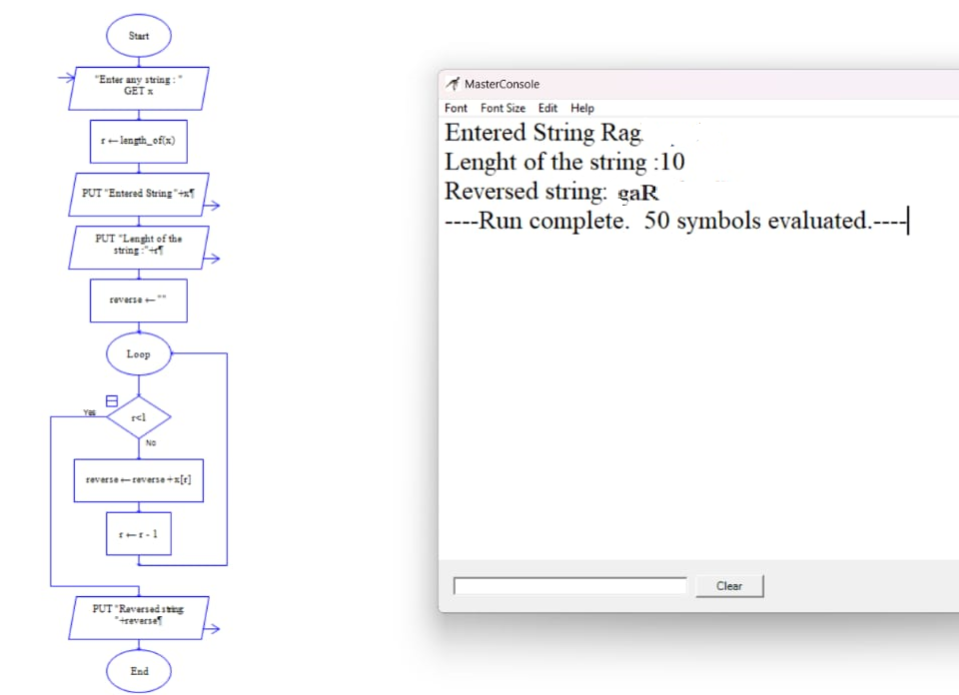 Start
"Enter any string : "
GET x
r ← length_of(x)
PUT "Entered String "+x¶
PUT "Lenght of the
string :"+r¶
reverse ← ""
Loop
Yes
r<1
No
reverse ← reverse + x[r]
r ← r - 1
PUT "Reversed string
"+reverse¶
End
MasterConsole
Font Font Size Edit Help
Entered String Rag
Lenght of the string :10
Reversed string: gaR
----Run complete. 50 symbols evaluated.----
Clear